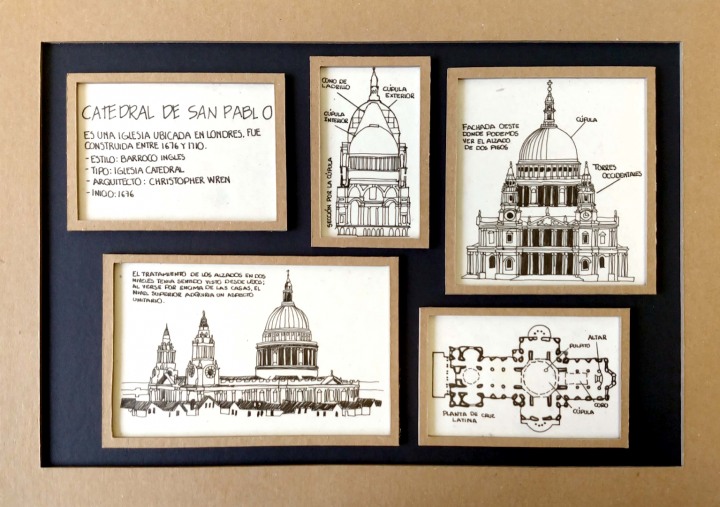 CATEDRAL DE SAN PABLO
ES UNA IGLESIA UBICADA EN LONDRES, FUE
CONSTRUIDA ENTRE 1676 Y 1710.
- ESTILO: BARROCO INGLES
- TIPO: IGLESIA CATEDRAL
- ARQUITECTO: CHRISTOPHER WREN
- INICIO: 1676
CONO DE
LADRILLO
CÚPULA
EXTERIOR
CÚPULA
INTERIOR
SECCIÓN POR LA CÚPULA
FACHADA OESTE
DONDE PODEMOS
VER EL ALZADO
DE DOS PISOS
CÚPULA
TORRES
OCCIDENTALES
EL TRATAMIENTO DE LOS ALZADOS EN DOS
NIVELES TENIA SENTADO VISTO DESDE LEJOS;
AL VERSE POR ENCIMA DE LAS CASAS, EL
NIVEL SUPERIOR ADQUIRIA UN ASPECTO
UNITARIO.
ALTAR
PULPITO
CORO
CÚPULA
PLANTA DE CRUZ
LATINA